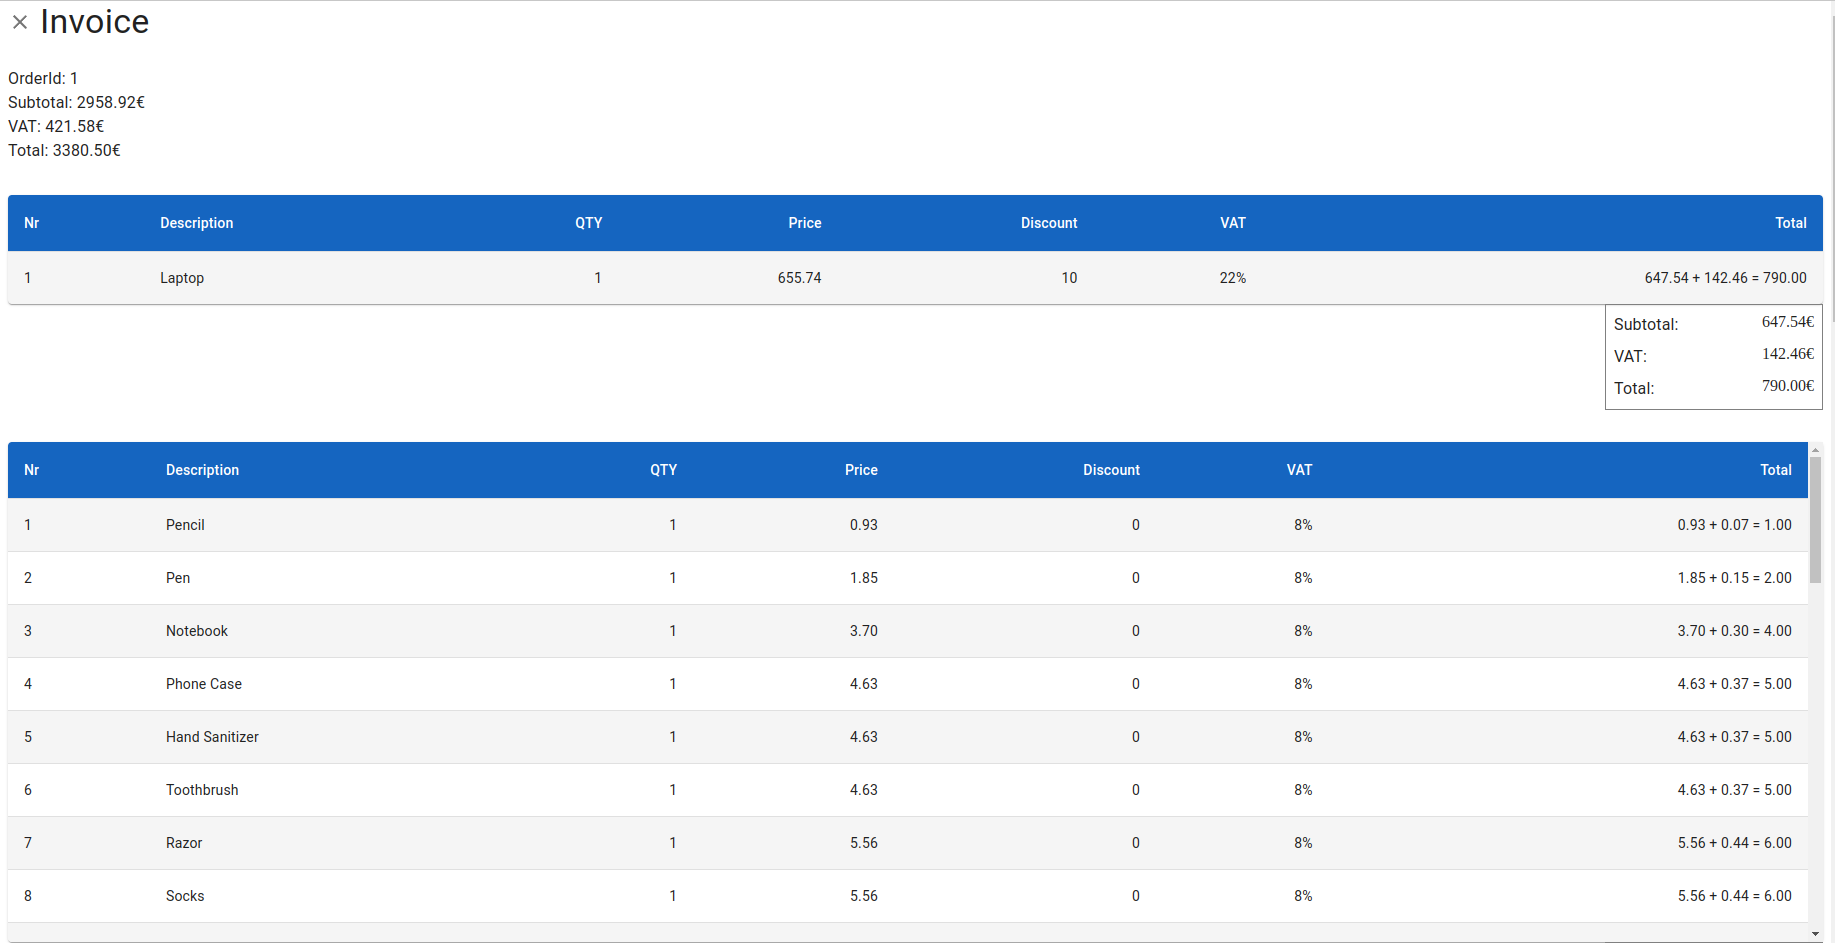 Invoice
OrderId: 1
Subtotal: 2958.92€
VAT: 421.58€
Total: 3380.50€
Nr Description QTY Price Discount VAT Total
1 Laptop 1 655.74 10 22% 647.54 + 142.46 = 790.00
Subtotal: 647.54€
VAT: 142.46€
Total: 790.00€
Nr Description QTY Price Discount VAT Total
1 Pencil 1 0.93 0 8% 0.93 + 0.07 = 1.00
2 Pen 1 1.85 0 8% 1.85 + 0.15 = 2.00
3 Notebook 1 3.70 0 8% 3.70 + 0.30 = 4.00
4 Phone Case 1 4.63 0 8% 4.63 + 0.37 = 5.00
5 Hand Sanitizer 1 4.63 0 8% 4.63 + 0.37 = 5.00
6 Toothbrush 1 4.63 0 8% 4.63 + 0.37 = 5.00
7 Razor 1 5.56 0 8% 5.56 + 0.44 = 6.00
8 Socks 1 5.56 0 8% 5.56 + 0.44 = 6.00